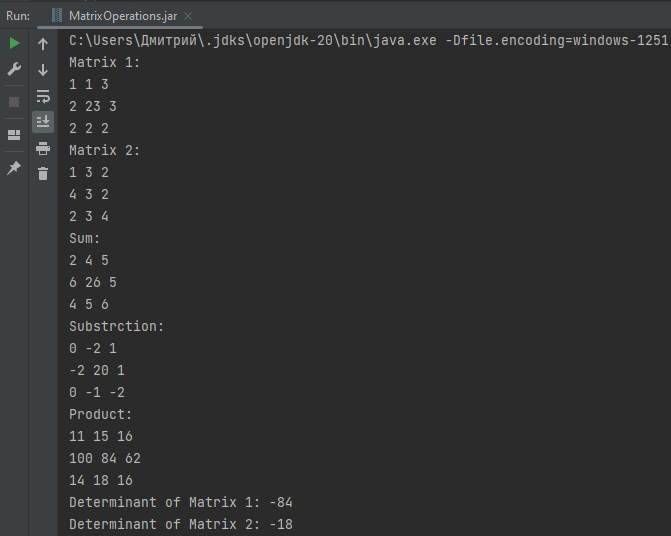 Run: MatrixOperations.jar
C:\Users\Дмитрий\.jdks\openjdk-20\bin\java.exe -Dfile.encoding=windows-1251
Matrix 1:
1 1 3
2 23 3
2 2 2
Matrix 2:
1 3 2
4 3 2
2 3 4
Sum:
2 4 5
6 26 5
4 5 6
Substrction:
0 -2 1
-2 20 1
0 -1 -2
Product:
11 15 16
100 84 62
14 18 16
Determinant of Matrix 1: -84
Determinant of Matrix 2: -18